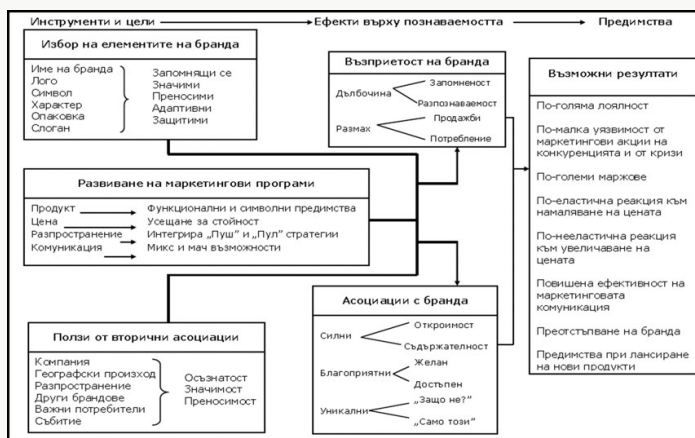 Инструменти и цели
Ефекти върху познаваемостта
Предимства
Избор на елементите на бранда
Име на бранда
Лого
Символ
Характер
Опаковка
Слоган
Запомнящи се
Значими
Преносими
Адаптивни
Защитими
Развиване на маркетингови програми
Продукт
Функционални и символни предимства
Цена
Усещане за стойност
Разпространение
Интегрира „Пуш" и „Пул" стратегии
Комуникация
Микс и мач възможности
Ползи от вторични асоциации
Компания
Географски произход
Разпространение
Други брандове
Важни потребители
Събитие
Осъзнатост
Значимост
Преносимост
Възприетост на бранда
Дълбочина
Запомненост
Разпознаваемост
Размах
Продажби
Потребление
Асоциации с бранда
Силни
Откроимост
Съдържателност
Благоприятни
Желан
Достъпен
Уникални
„Защо не?"
„Само този"
Възможни резултати
По-голяма лоялност
По-малка уязвимост от
маркетингови акции на
конкуренцията и от кризи
По-големи маржове
По-еластична реакция към
намаляване на цената
По-нееластична реакция
към увеличаване на
цената
Повишена ефективност на
маркетинговата
комуникация
Преотстъпване на бранда
Предимства при лансиране
на нови продукти